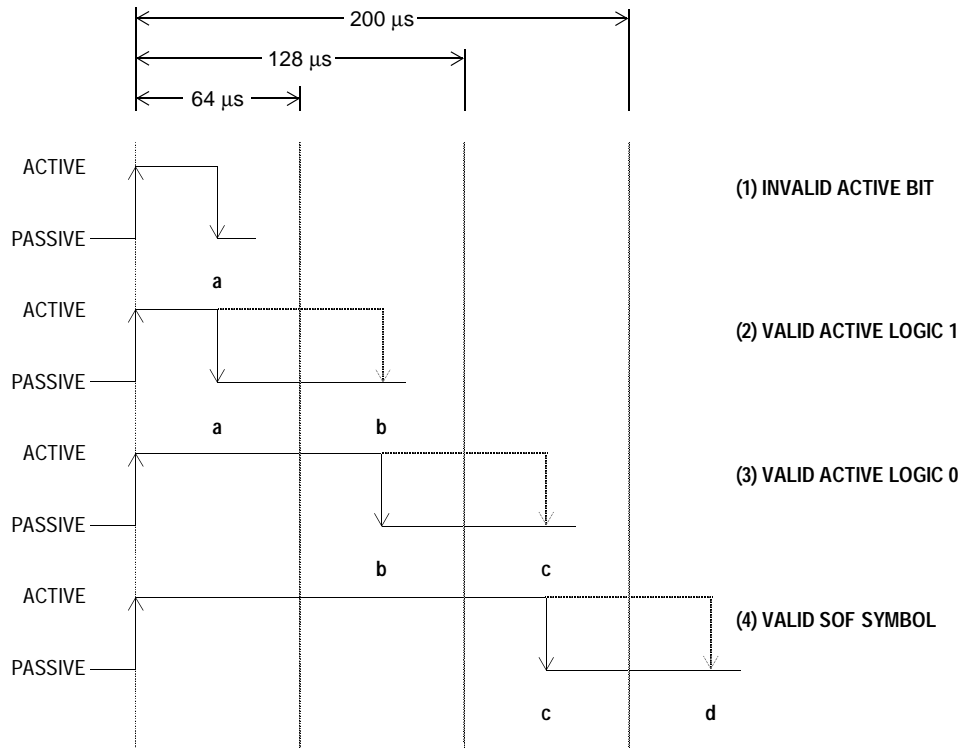 200 μs
128 μs
64 μs
ACTIVE
(1) INVALID ACTIVE BIT
PASSIVE
a
ACTIVE
(2) VALID ACTIVE LOGIC 1
PASSIVE
a b
ACTIVE
(3) VALID ACTIVE LOGIC 0
PASSIVE
b c
ACTIVE
(4) VALID SOF SYMBOL
PASSIVE
c d